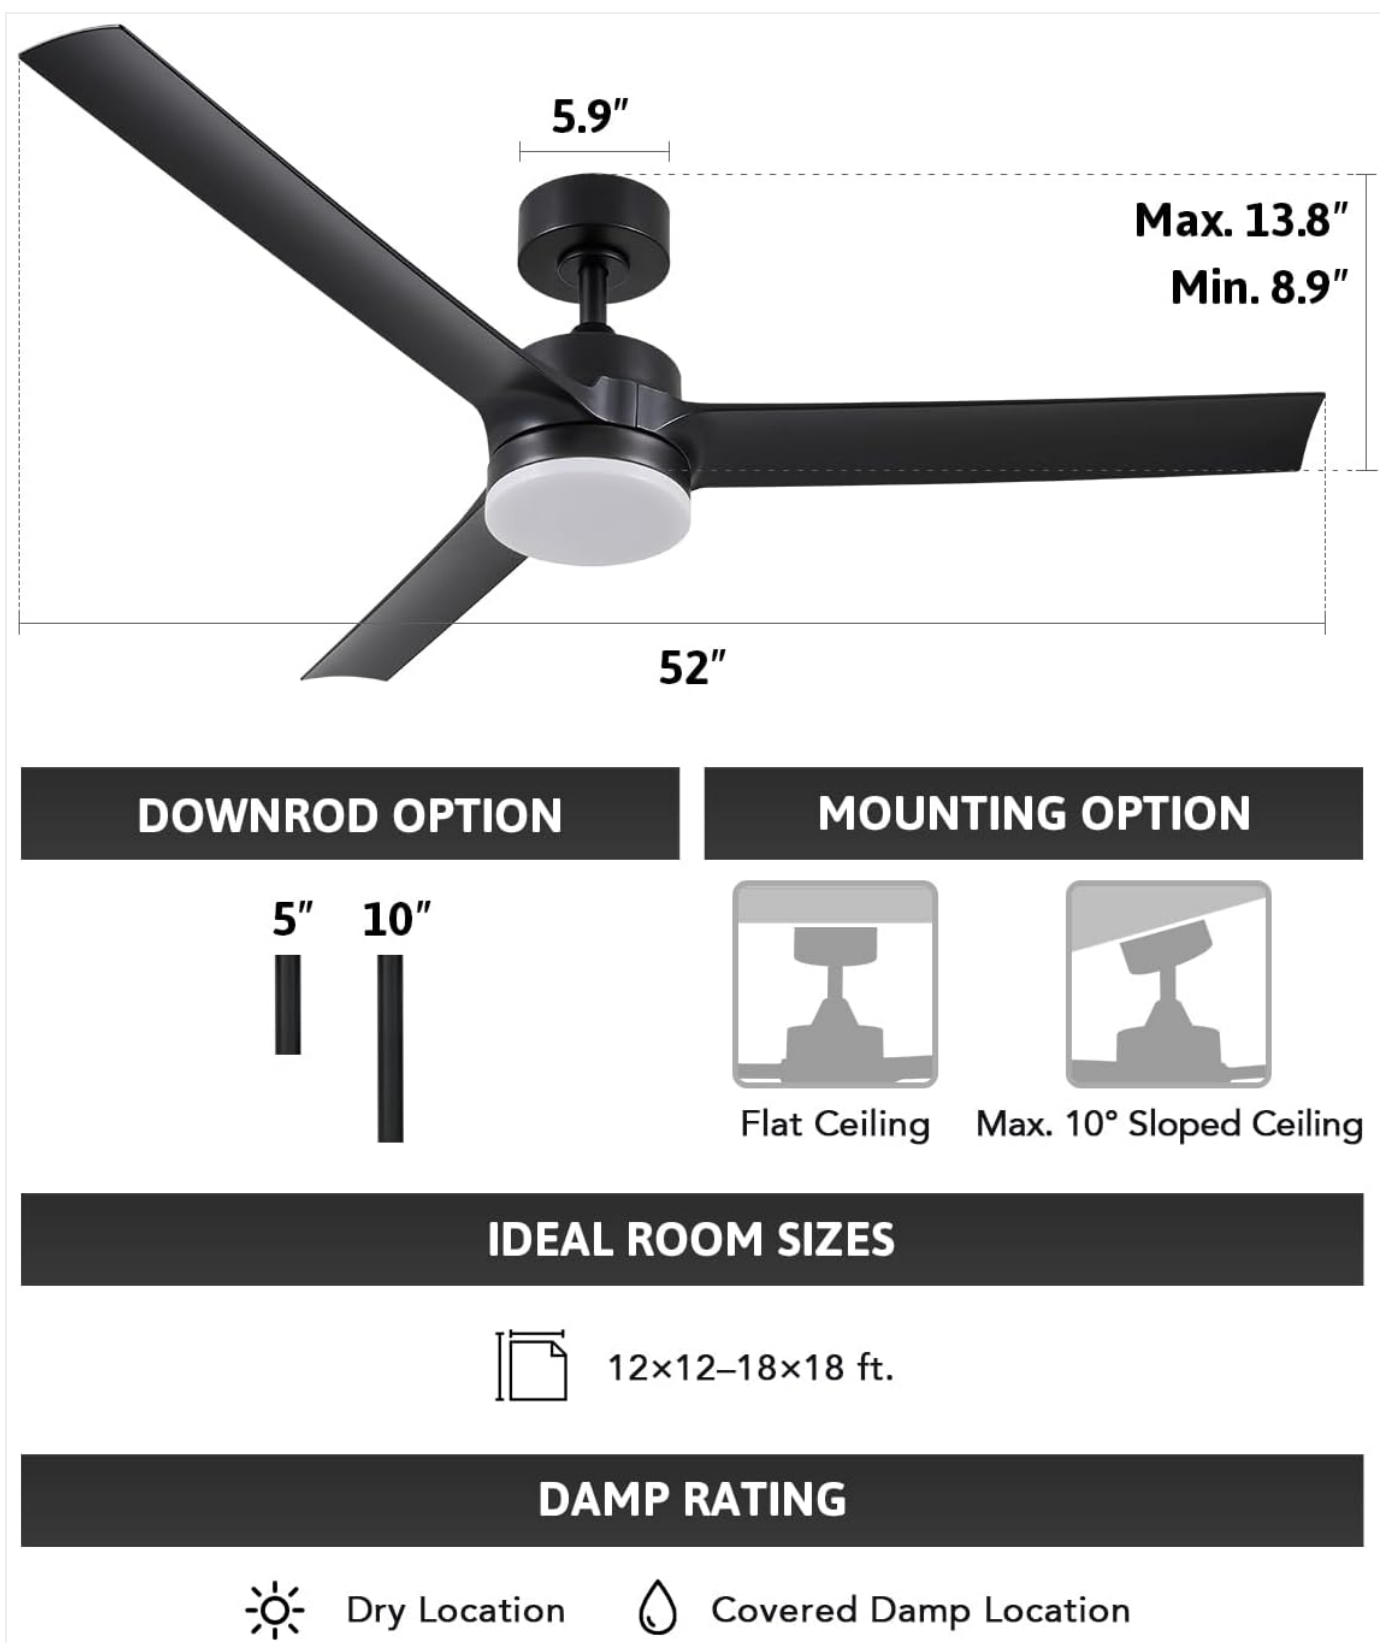 5.9"
Max. 13.8"
Min. 8.9"
52"
DOWNROD OPTION
5" 10"
MOUNTING OPTION
Flat Ceiling
Max. 10° Sloped Ceiling
IDEAL ROOM SIZES
12×12–18×18 ft.
DAMP RATING
Dry Location
Covered Damp Location